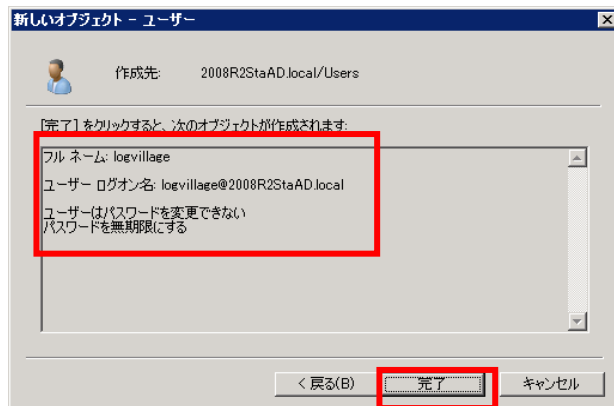 新しいオブジェクト - ユーザー
作成先: 2008R2StaAD.local/Users
[完了] をクリックすると、次のオブジェクトが作成されます:
フル ネーム: logvillage
ユーザー ログオン名: logvillage@2008R2StaAD.local
ユーザーはパスワードを変更できない
パスワードを無期限にする
< 戻る(B) 完了 キャンセル